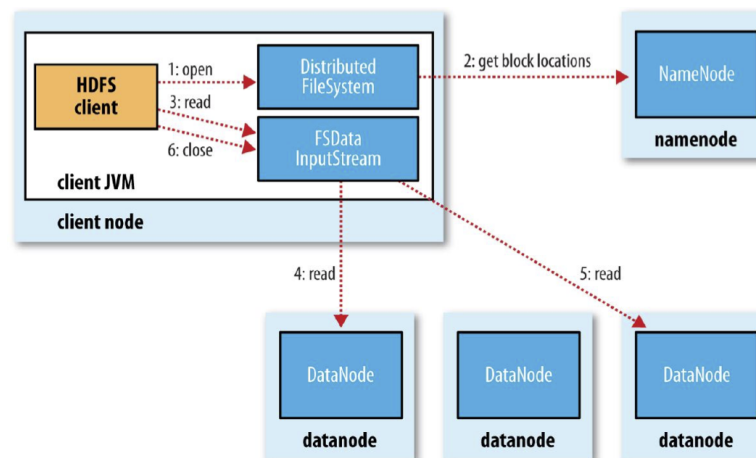 HDFS
client
1: open
3: read
6: close
Distributed
FileSystem
FSData
InputStream
client JVM
client node
2: get block locations
NameNode
namenode
4: read
5: read
DataNode
datanode
DataNode
datanode
DataNode
datanode